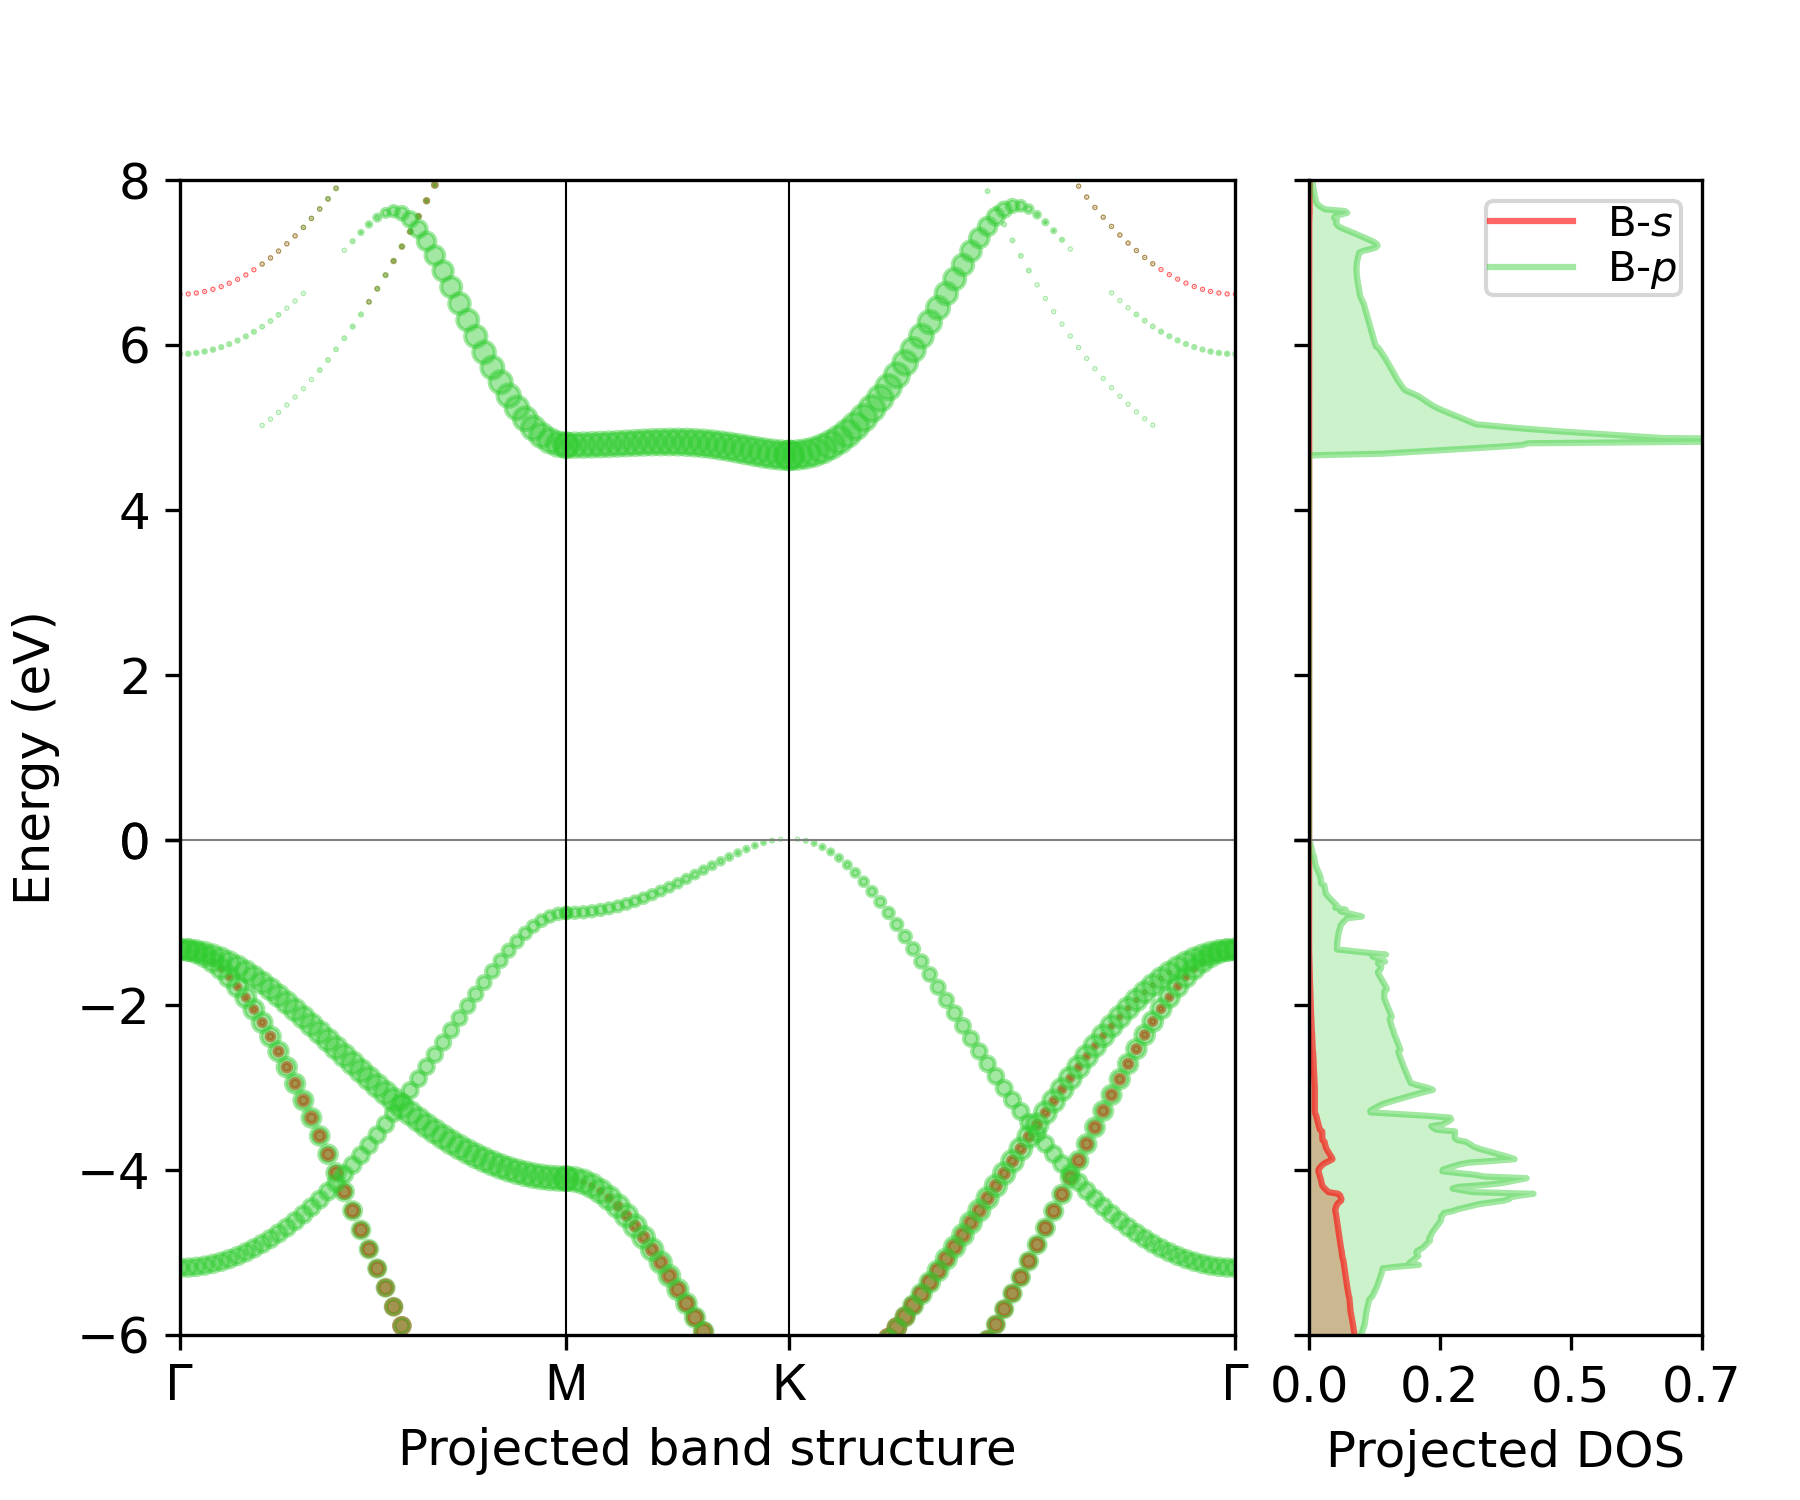 8
6
4
2
0
−2
−4
−6
Energy (eV)
Γ
M
K
Γ
Projected band structure
B-s
B-p
0.0
0.2
0.5
0.7
Projected DOS